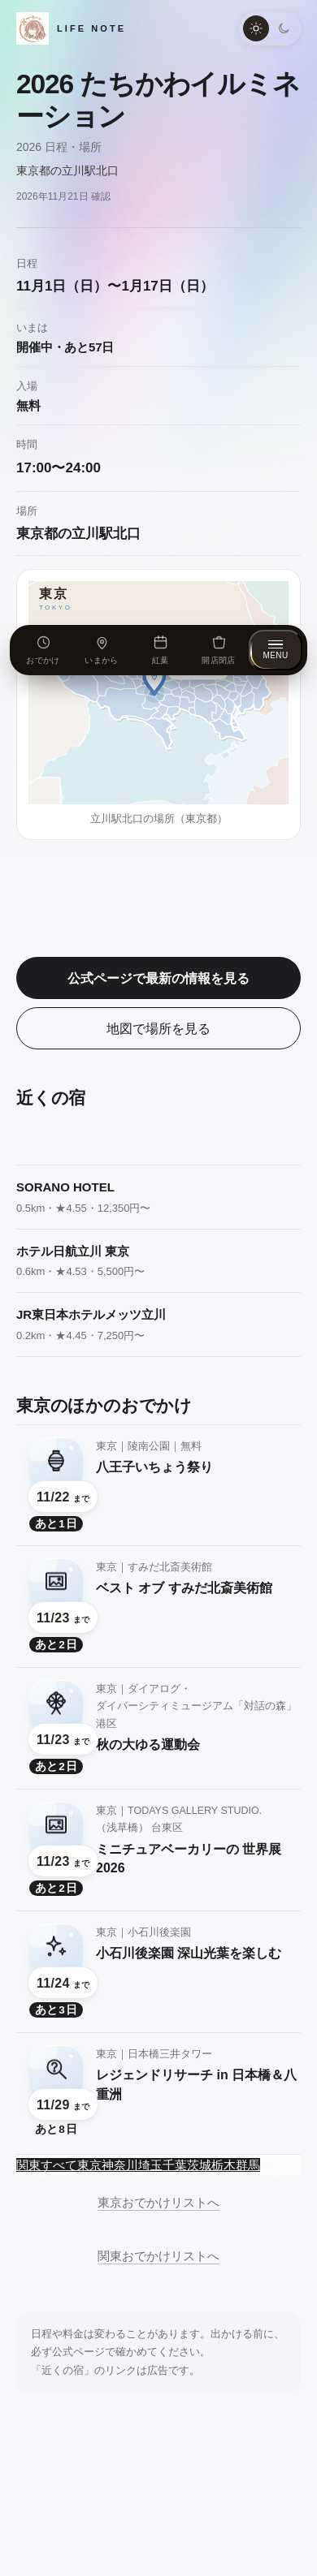 LIFE NOTE
2026 たちかわイルミネ
ーション
2026 日程・場所
東京都の立川駅北口
2026年11月21日 確認
日程
11月1日（日）〜1月17日（日）
いまは
開催中・あと57日
入場
無料
時間
17:00〜24:00
場所
東京都の立川駅北口
東京
TOKYO
おでかけ
いまから
紅葉
開店閉店
MENU
立川駅北口の場所（東京都）
公式ページで最新の情報を見る
地図で場所を見る
近くの宿
SORANO HOTEL
0.5km・★4.55・12,350円〜
ホテル日航立川 東京
0.6km・★4.53・5,500円〜
JR東日本ホテルメッツ立川
0.2km・★4.45・7,250円〜
東京のほかのおでかけ
東京｜陵南公園｜無料
八王子いちょう祭り
11/22 まで
あと1日
東京｜すみだ北斎美術館
ベスト オブ すみだ北斎美術館
11/23 まで
あと2日
東京｜ダイアログ・
ダイバーシティミュージアム「対話の森」
港区
秋の大ゆる運動会
11/23 まで
あと2日
東京｜TODAYS GALLERY STUDIO.
（浅草橋） 台東区
ミニチュアベーカリーの 世界展
2026
11/23 まで
あと2日
東京｜小石川後楽園
小石川後楽園 深山光葉を楽しむ
11/24 まで
あと3日
東京｜日本橋三井タワー
レジェンドリサーチ in 日本橋＆八
重洲
11/29 まで
あと8日
関東すべて東京神奈川埼玉千葉茨城栃木群馬
東京おでかけリストへ
関東おでかけリストへ
日程や料金は変わることがあります。出かける前に、
必ず公式ページで確かめてください。
「近くの宿」のリンクは広告です。